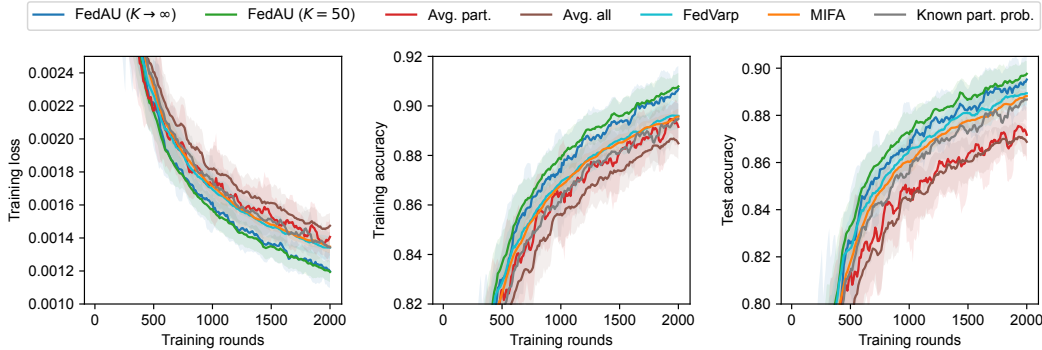 FedAU (K → ∞) FedAU (K = 50) Avg. part. Avg. all FedVarp MIFA Known part. prob.
0.0024
0.0022
0.0020
0.0018
0.0016
0.0014
0.0012
0.0010
Training loss
0 500 1000 1500 2000
Training rounds
0.92
0.90
0.88
0.86
0.84
0.82
Training accuracy
0 500 1000 1500 2000
Training rounds
0.90
0.88
0.86
0.84
0.82
0.80
Test accuracy
0 500 1000 1500 2000
Training rounds